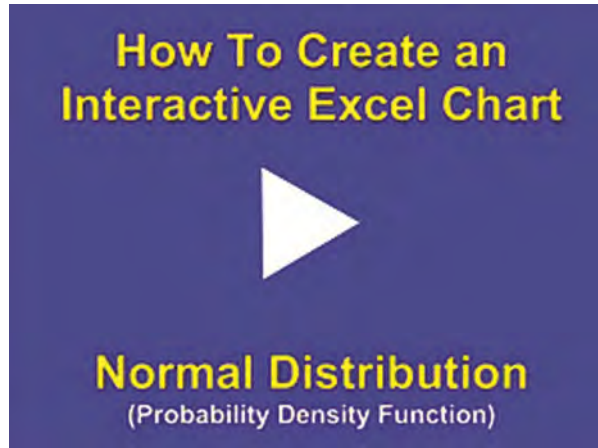 How To Create an
Interactive Excel Chart
Normal Distribution
(Probability Density Function)